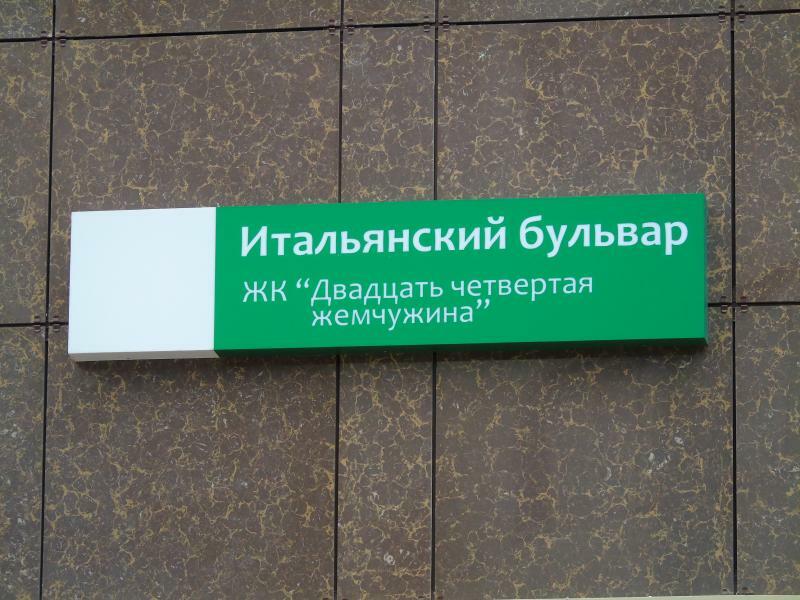 Итальянский бульвар
ЖК “Двадцать четвертая
жемчужина”